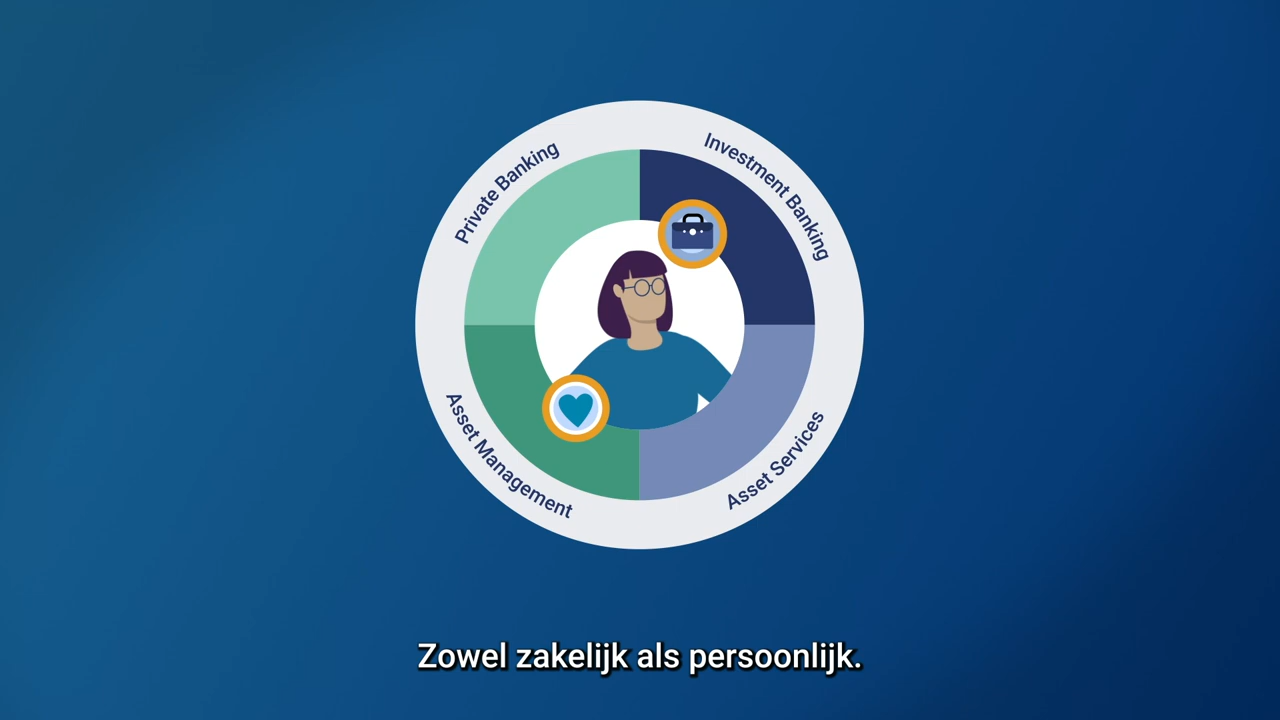 Private Banking
Investment Banking
Asset Management
Asset Services
Zowel zakelijk als persoonlijk.